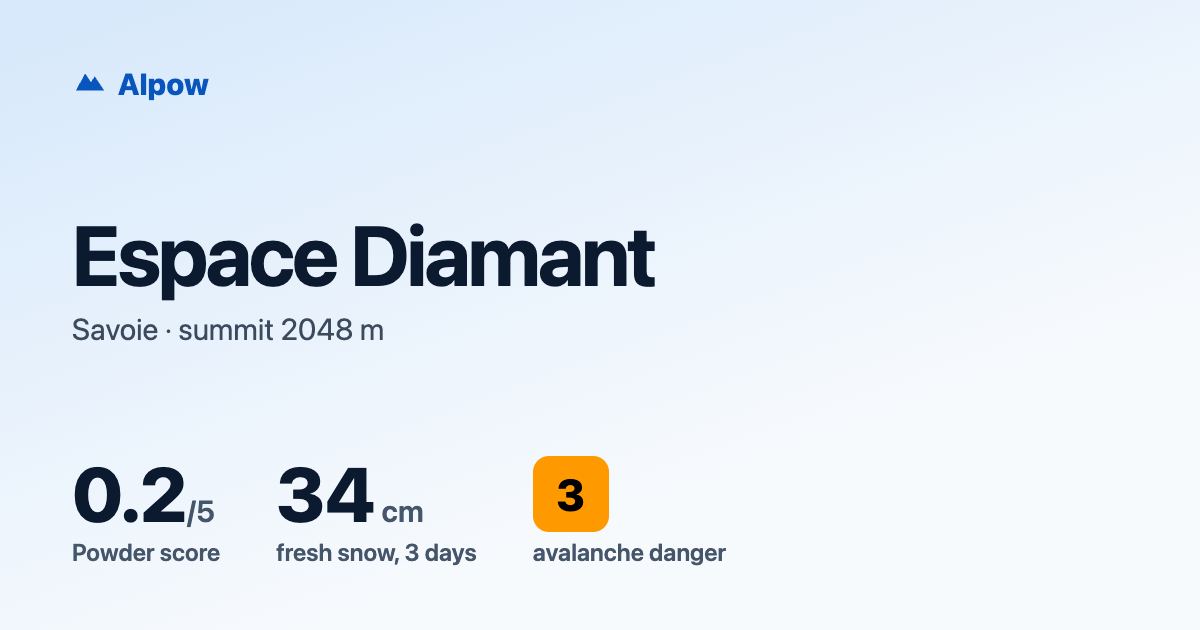 Alpow
Espace Diamant
Savoie · summit 2048 m
0.2/5
Powder score
34 cm
fresh snow, 3 days
3
avalanche danger